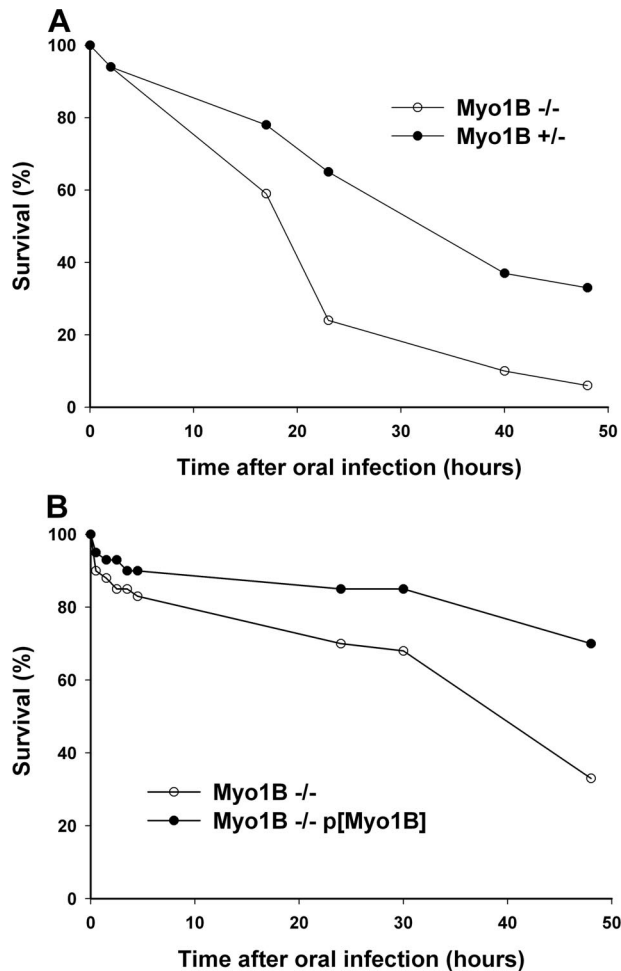 A
100
80
60
40
20
0
Survival (%)
Myo1B -/-
Myo1B +/-
0 10 20 30 40 50
Time after oral infection (hours)
B
100
80
60
40
20
0
Survival (%)
Myo1B -/-
Myo1B -/- p[Myo1B]
0 10 20 30 40 50
Time after oral infection (hours)